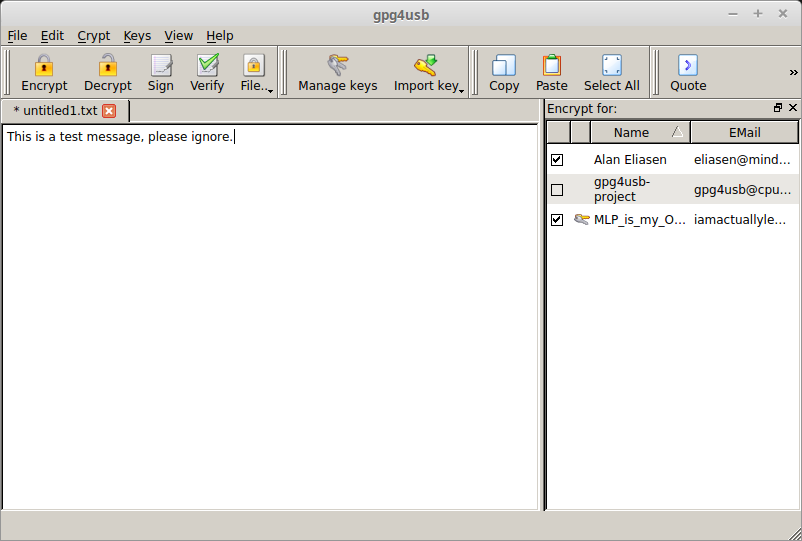 gpg4usb
File Edit Crypt Keys View Help
Encrypt Decrypt Sign Verify File.. Manage keys Import key Copy Paste Select All Quote
* untitled1.txt
Encrypt for:
This is a test message, please ignore.
Name EMail
Alan Eliasen eliasen@mind...
gpg4usb-
project gpg4usb@cpu...
MLP_is_my_O... iamactuallyle...